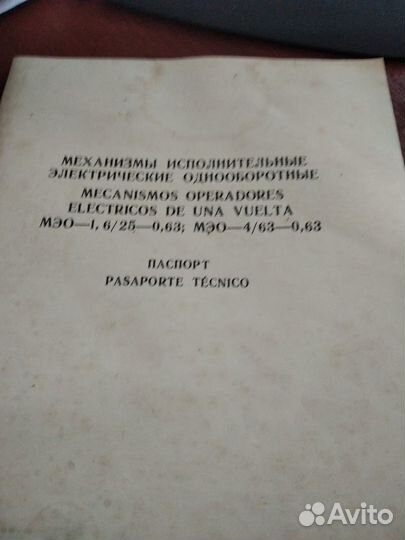 МЕХАНИЗМЫ ИСПОЛНИТЕЛЬНЫЕ
ЭЛЕКТРИЧЕСКИЕ ОДНООБОРОТНЫЕ
MECANISMOS OPERADORES
ELECTRICOS DE UNA VUELTA
МЭО—1,6/25—0,63; МЭО—4/63—0,63
ПАСПОРТ
PASAPORTE TÉCNICO
Avito